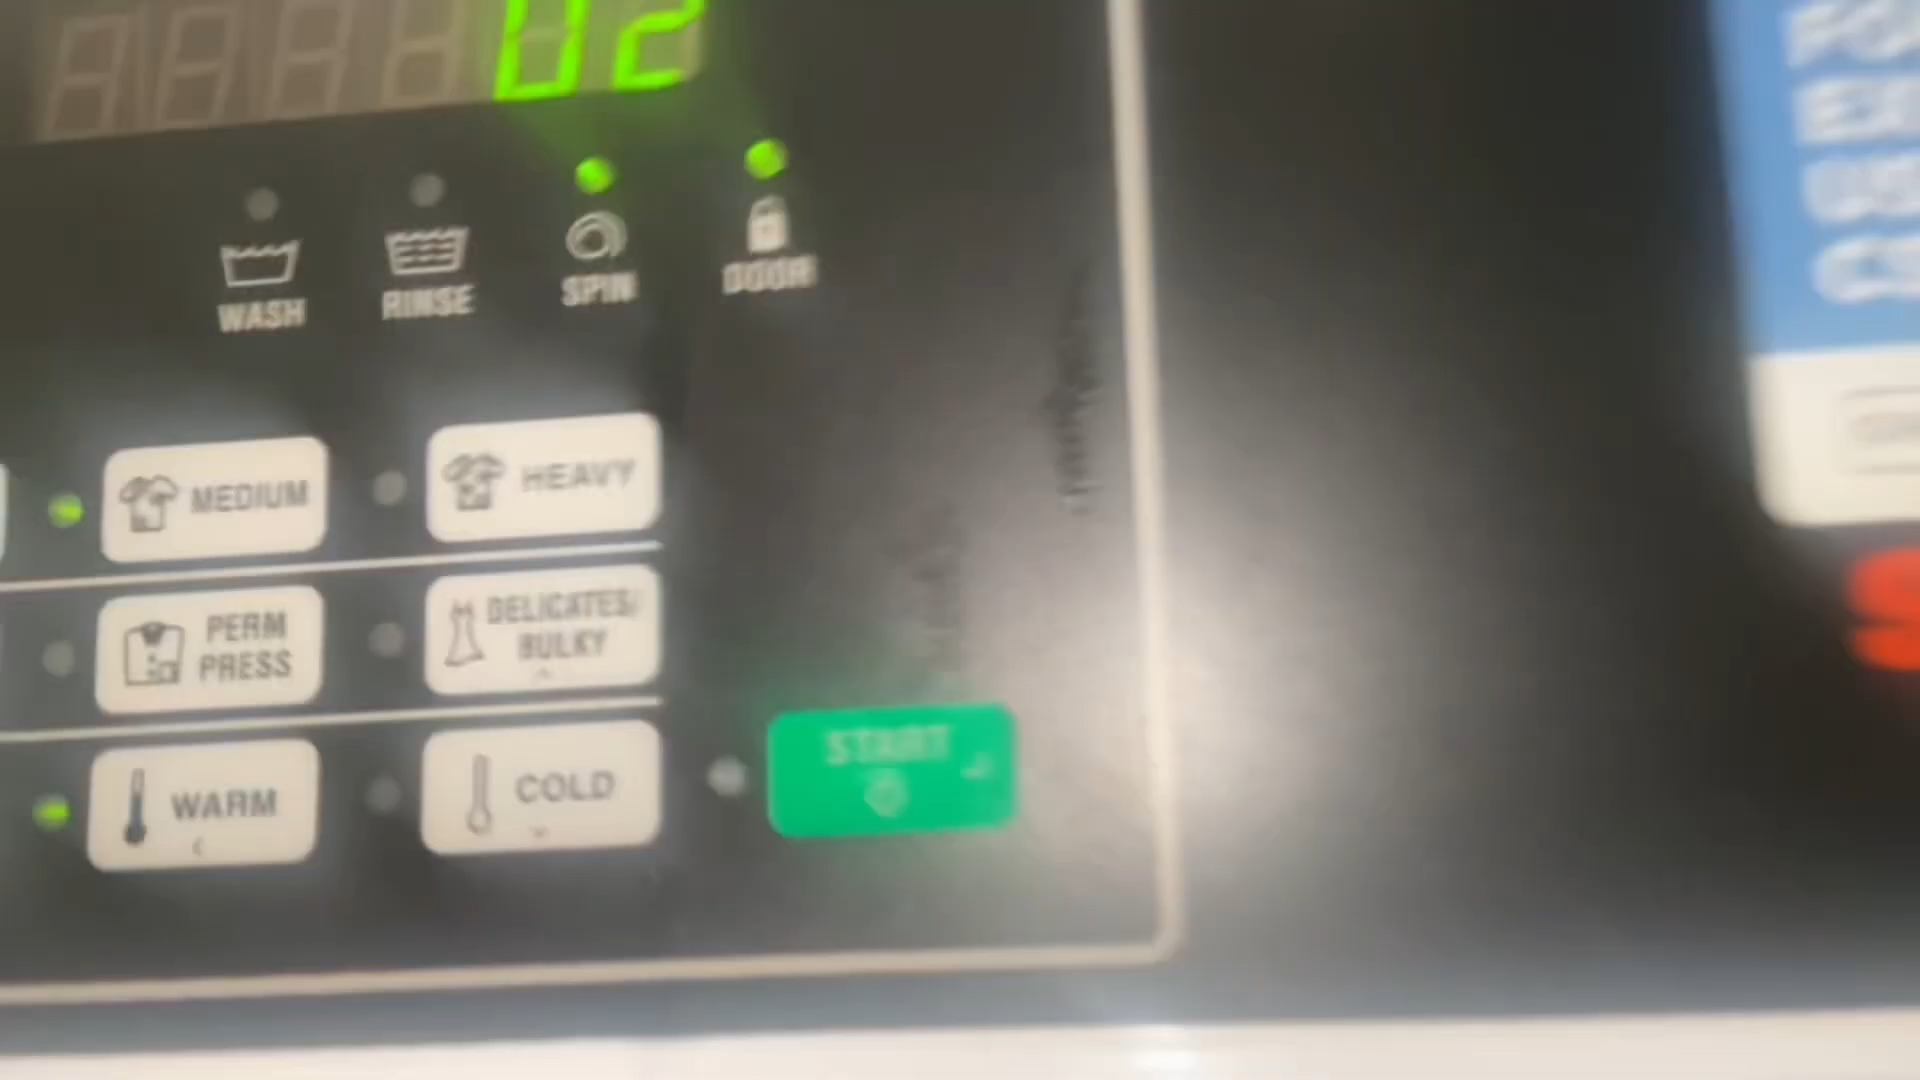 02
WASH
RINSE
SPIN
DOOR
MEDIUM
HEAVY
PERM
PRESS
DELICATES/
BULKY
WARM
COLD
START